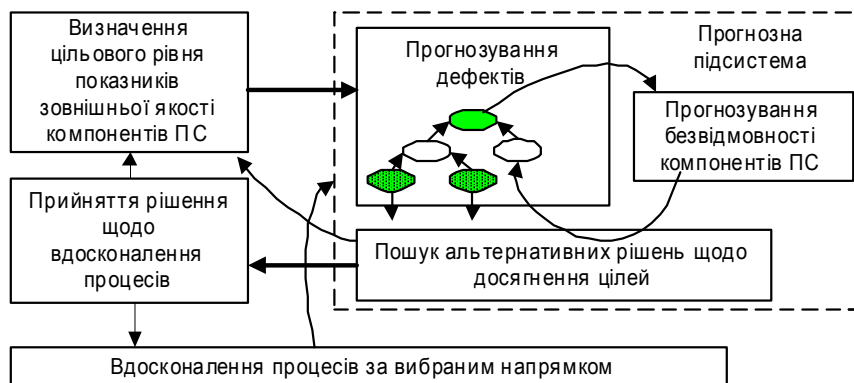 Визначення
цільового рівня
показників
зовнішньої якості
компонентів ПС
Прогнозування
дефектів
Прогнозна
підсистема
Прогнозування
безвідмовності
компонентів ПС
Прийняття рішення
щодо
вдосконалення
процесів
Пошук альтернативних рішень щодо
досягнення цілей
Вдосконалення процесів за вибраним напрямком